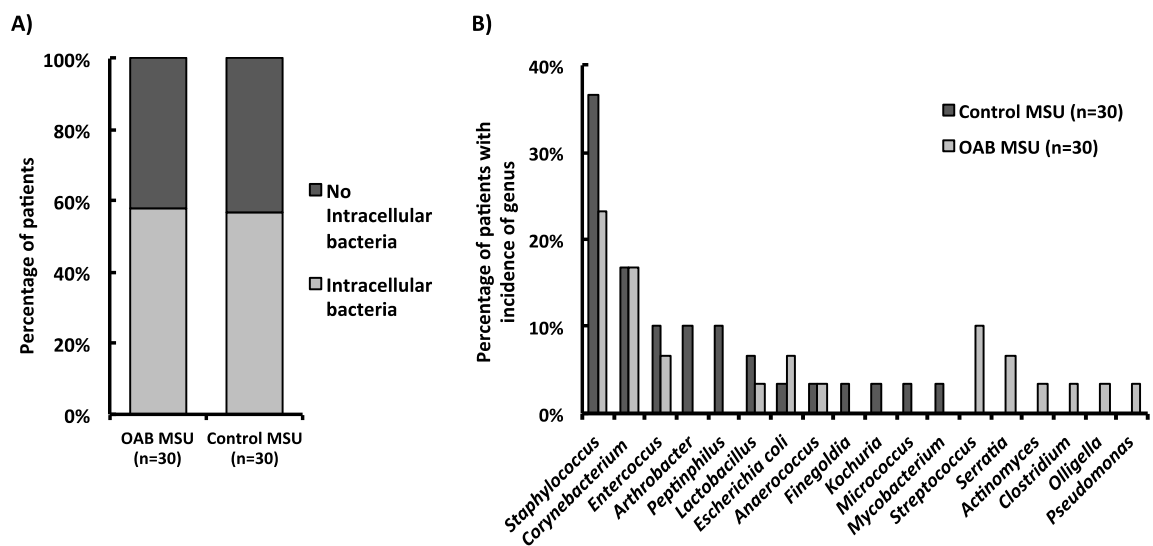 A)
Percentage of patients
100%
80%
60%
40%
20%
0%
OAB MSU
(n=30)
Control MSU
(n=30)
No
Intracellular
bacteria
Intracellular
bacteria
B)
Percentage of patients with
incidence of genus
40%
30%
20%
10%
0%
Control MSU (n=30)
OAB MSU (n=30)
Staphylococcus
Corynebacterium
Entercoccus
Arthrobacter
Peptinphilus
Lactobacillus
Escherichia coli
Anaerococcus
Finegoldia
Kochuria
Micrococcus
Mycobacterium
Streptococcus
Serratia
Actinomyces
Clostridium
Olligella
Pseudomonas